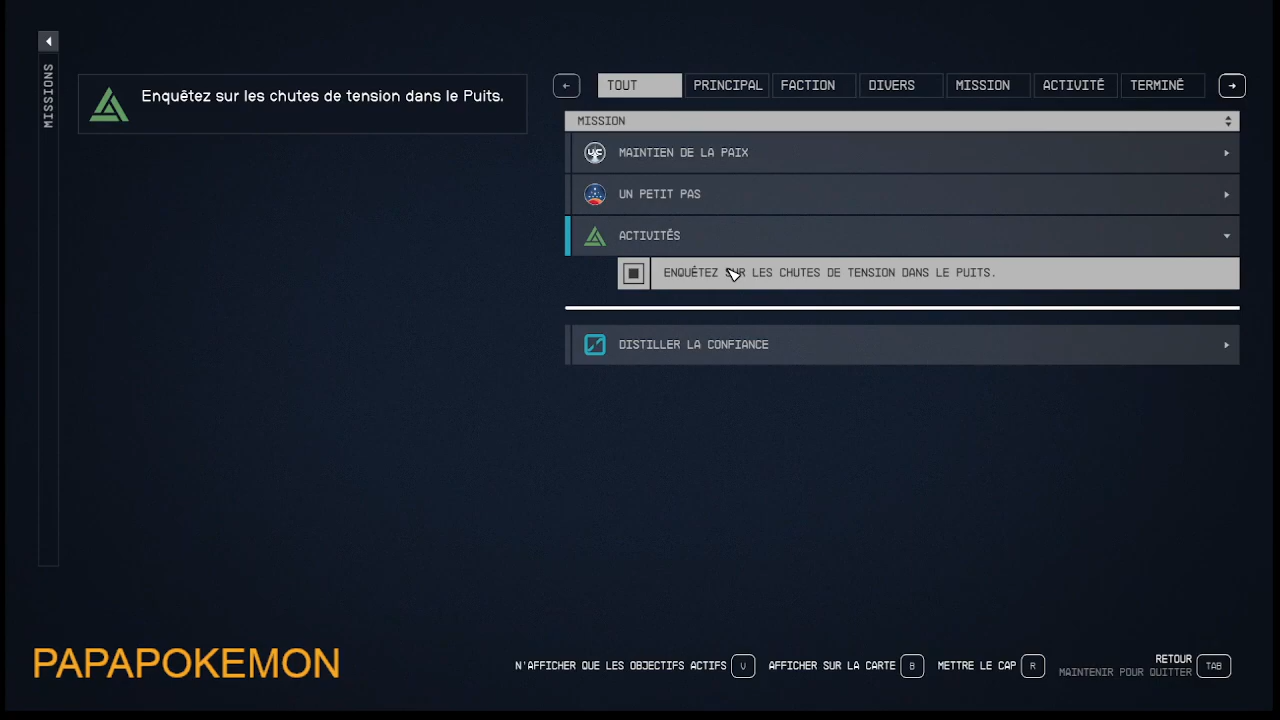 MISSIONS
Enquêtez sur les chutes de tension dans le Puits.
TOUT
PRINCIPAL
FACTION
DIVERS
MISSION
ACTIVITÉ
TERMINÉ
MISSION
UC
MAINTIEN DE LA PAIX
UN PETIT PAS
ACTIVITÉS
ENQUÊTEZ SUR LES CHUTES DE TENSION DANS LE PUITS.
DISTILLER LA CONFIANCE
PAPAPOKEMON
N'AFFICHER QUE LES OBJECTIFS ACTIFS V
AFFICHER SUR LA CARTE B
METTRE LE CAP R
RETOUR
MAINTENIR POUR QUITTER
TAB